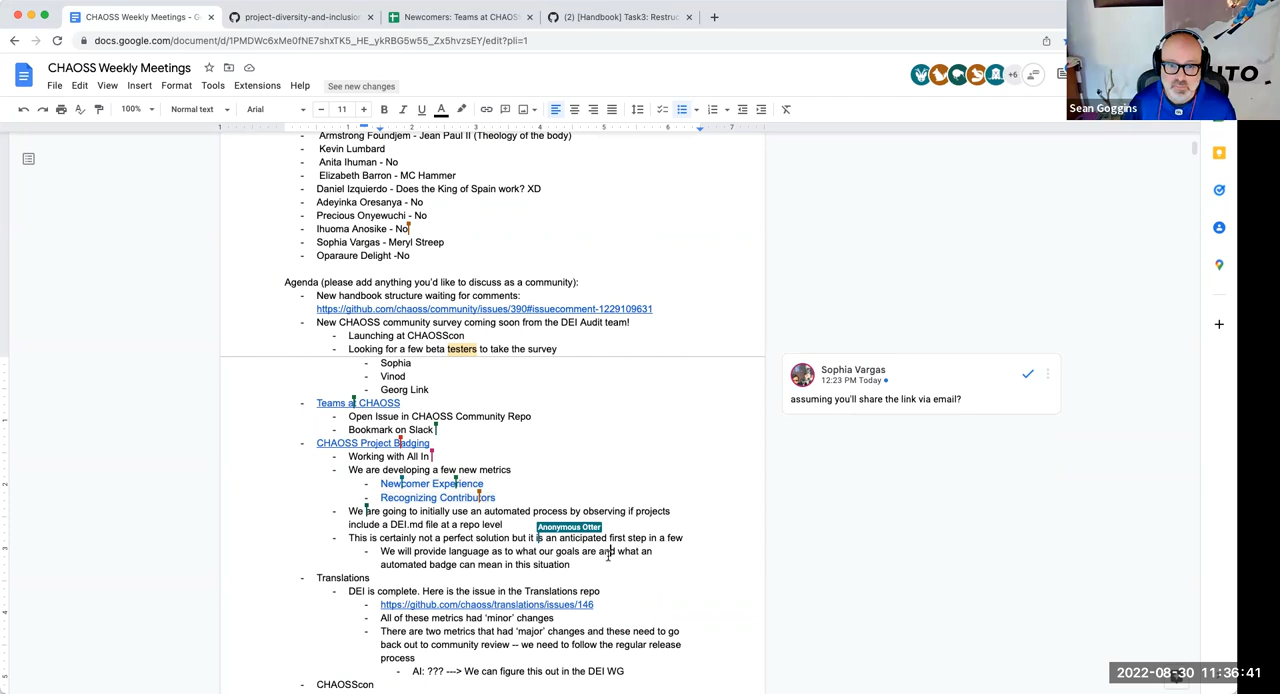 CHAOSS Weekly Meetings - G
project-diversity-and-inclusion
Newcomers: Teams at CHAOS
(2) [Handbook] Task3: Restruc
docs.google.com/document/d/1PMDWc6xMe0fNE7shxTK5_HE_ykRBG5w55_Zx5hvzsEY/edit?pli=1
CHAOSS Weekly Meetings
File Edit View Insert Format Tools Extensions Help See new changes
+6
UTO
Sean Goggins
100% Normal text Arial 11
1 1 2 3 4 5 6 7
Armstrong Foundjem - Jean Paul II (Theology of the body)
- Kevin Lumbard
- Anita Ihuman - No
- Elizabeth Barron - MC Hammer
- Daniel Izquierdo - Does the King of Spain work? XD
- Adeyinka Oresanya - No
- Precious Onyewuchi - No
- Ihuoma Anosike - No
- Sophia Vargas - Meryl Streep
- Oparaure Delight -No
Agenda (please add anything you'd like to discuss as a community):
- New handbook structure waiting for comments:
https://github.com/chaoss/community/issues/390#issuecomment-1229109631
- New CHAOSS community survey coming soon from the DEI Audit team!
- Launching at CHAOSScon
- Looking for a few beta testers to take the survey
- Sophia
- Vinod
- Georg Link
- Teams at CHAOSS
- Open Issue in CHAOSS Community Repo
- Bookmark on Slack
- CHAOSS Project Badging
- Working with All In
- We are developing a few new metrics
- Newcomer Experience
- Recognizing Contributors
- We are going to initially use an automated process by observing if projects
include a DEI.md file at a repo level
Anonymous Otter
- This is certainly not a perfect solution but it is an anticipated first step in a few
- We will provide language as to what our goals are and what an
automated badge can mean in this situation
- Translations
- DEI is complete. Here is the issue in the Translations repo
- https://github.com/chaoss/translations/issues/146
- All of these metrics had 'minor' changes
- There are two metrics that had 'major' changes and these need to go
back out to community review -- we need to follow the regular release
process
- AI: ??? ---> We can figure this out in the DEI WG
- CHAOSScon
Sophia Vargas
12:23 PM Today
assuming you'll share the link via email?
2022-08-30 11:36:41